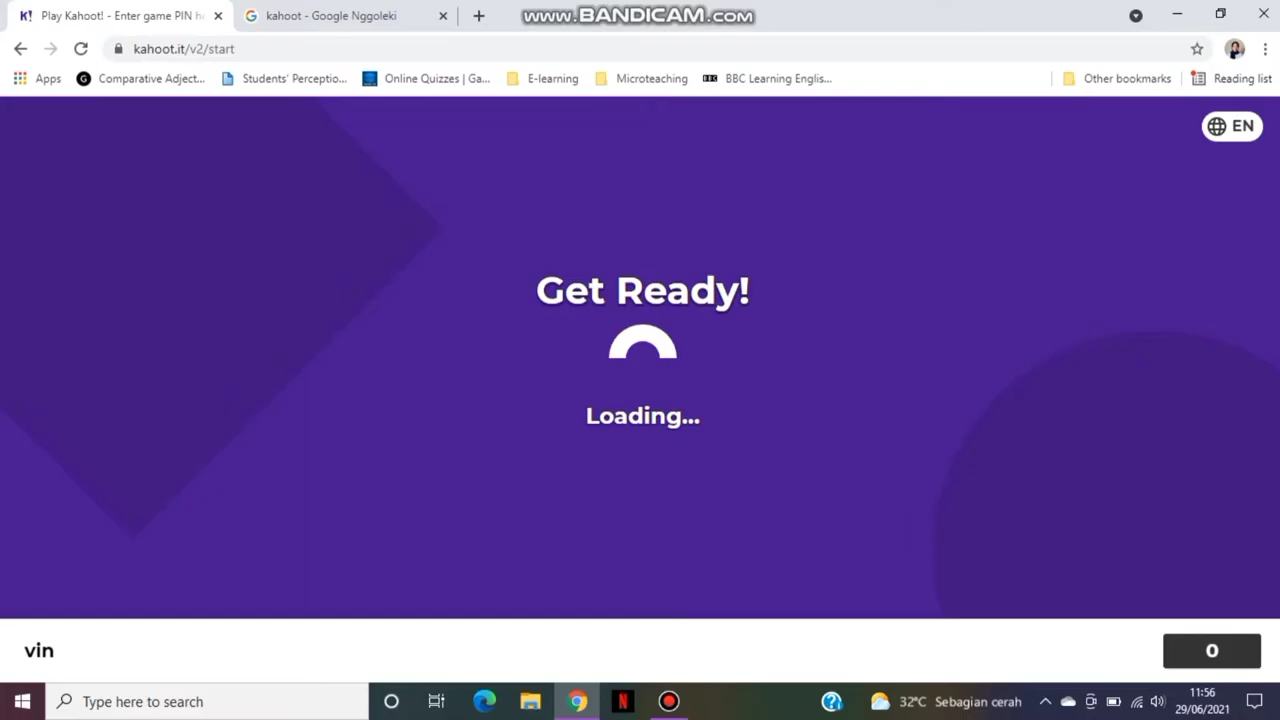 K! Play Kahoot! - Enter game PIN he
kahoot - Google Nggoleki
WWW.BANDICAM.COM
kahoot.it/v2/start
Apps
Comparative Adject...
Students' Perceptio...
Online Quizzes | Ga...
E-learning
Microteaching
BBC BBC Learning Englis...
Other bookmarks
Reading list
EN
Get Ready!
Loading...
vin
0
Type here to search
N
32°C Sebagian cerah
11:56
29/06/2021